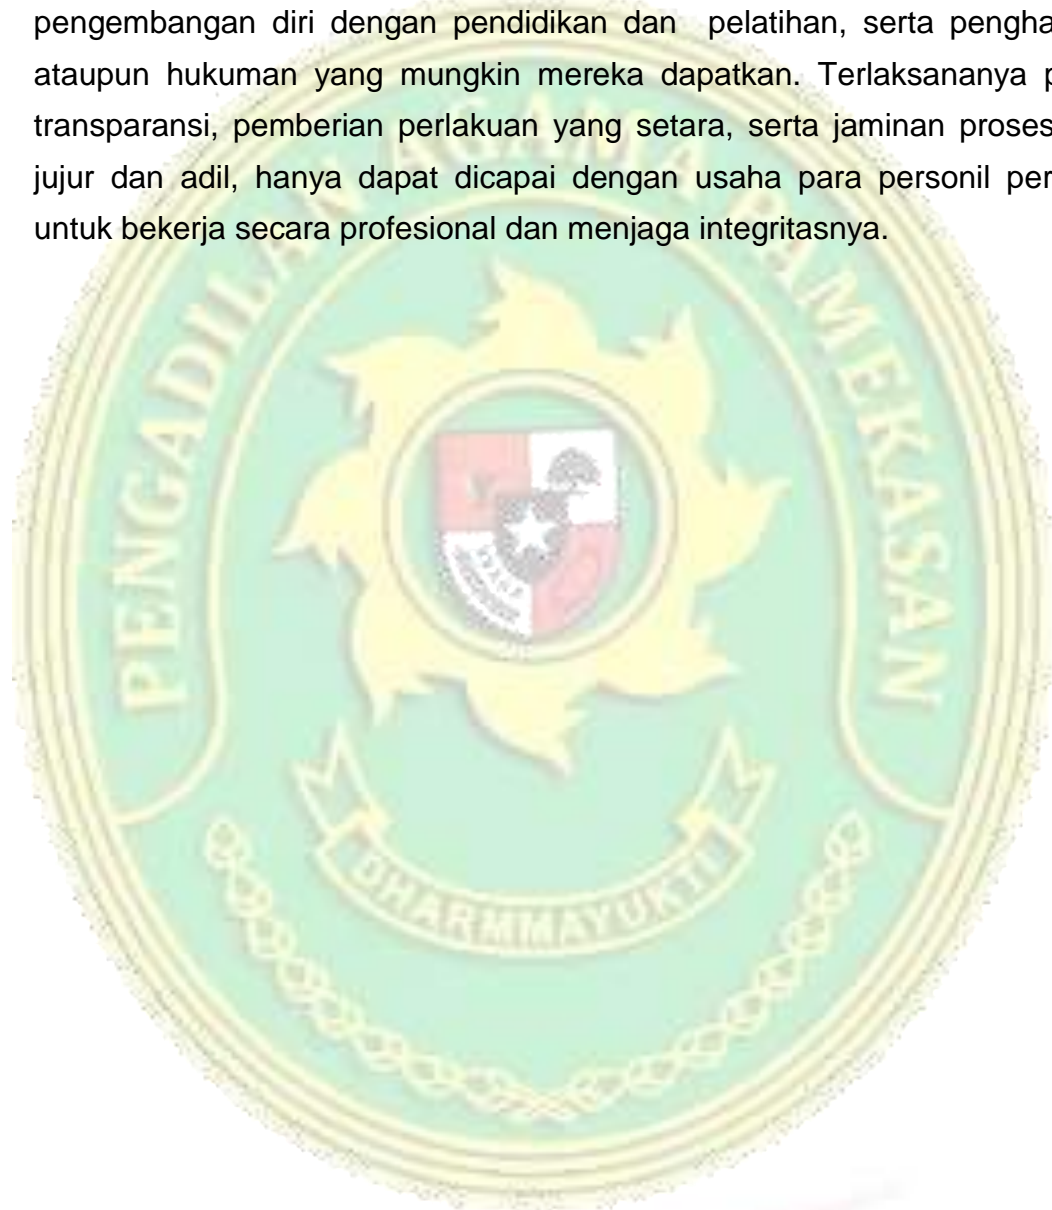 pengembangan diri dengan pendidikan dan pelatihan, serta pengha
ataupun hukuman yang mungkin mereka dapatkan. Terlaksananya p
transparansi, pemberian perlakuan yang setara, serta jaminan proses
jujur dan adil, hanya dapat dicapai dengan usaha para personil per
untuk bekerja secara profesional dan menjaga integritasnya.
PENGADILAN AGAMA PAMEKASAN
DHARMMAYUKTI